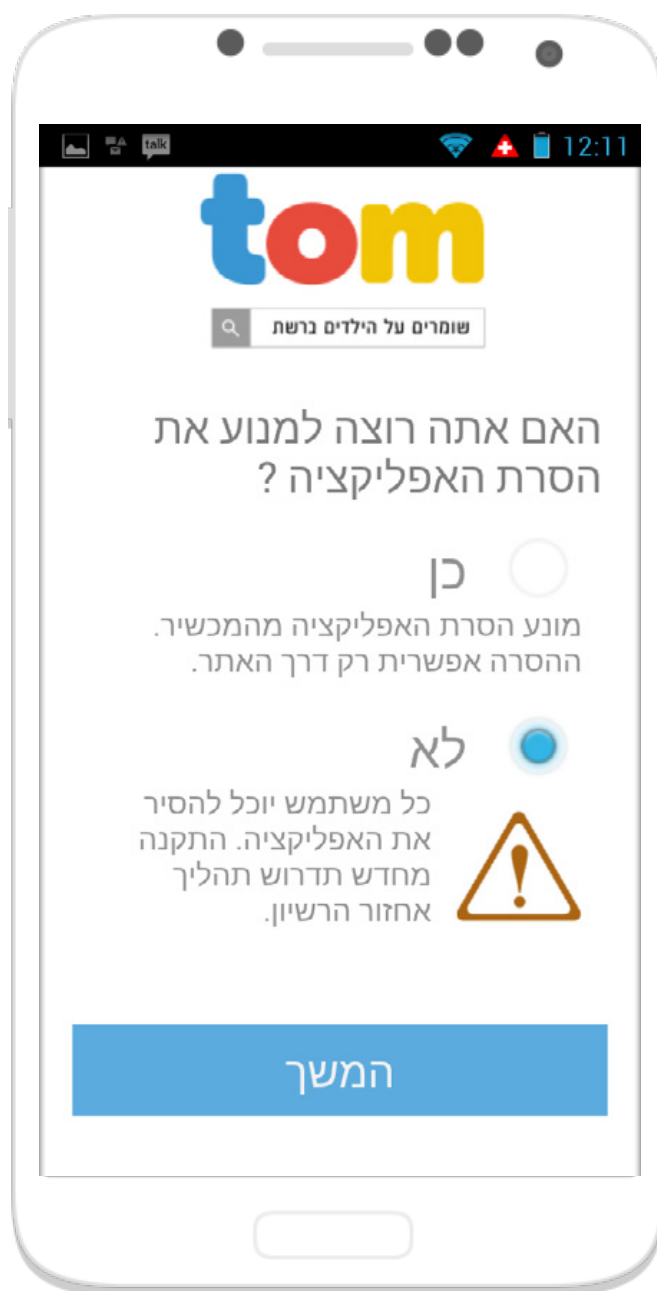 talk
12:11
tom
שומרים על הילדים ברשת
האם אתה רוצה למנוע את
הסרת האפליקציה ?
כן
מונע הסרת האפליקציה מהמכשיר.
ההסרה אפשרית רק דרך האתר.
לא
כל משתמש יוכל להסיר
את האפליקציה. התקנה
מחדש תדרוש תהליך
אחזור הרשיון.
המשך